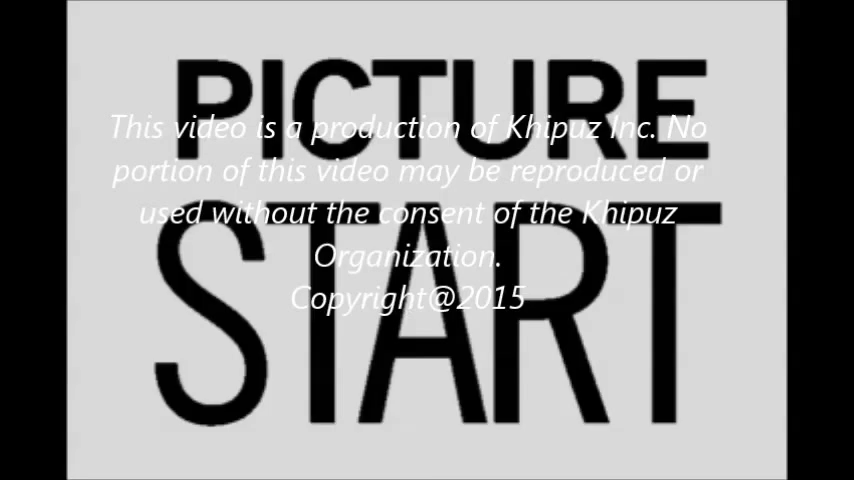 PICTURE
This video is a production of Khipuz Inc. No
portion of this video may be reproduced or
used without the consent of the Khipuz
Organization.
Copyright@2015
START